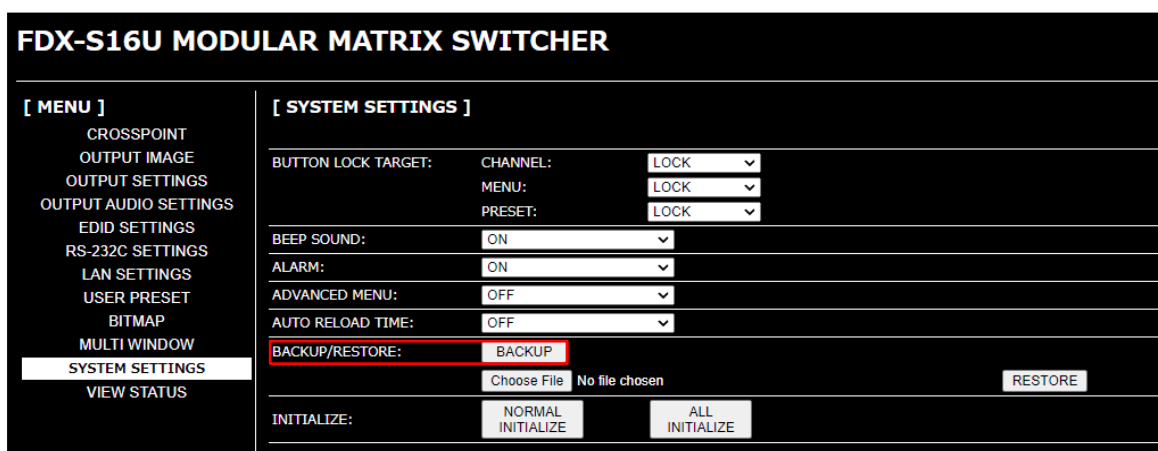 FDX-S16U MODULAR MATRIX SWITCHER
[ MENU ]
CROSSPOINT
OUTPUT IMAGE
OUTPUT SETTINGS
OUTPUT AUDIO SETTINGS
EDID SETTINGS
RS-232C SETTINGS
LAN SETTINGS
USER PRESET
BITMAP
MULTI WINDOW
SYSTEM SETTINGS
VIEW STATUS
[ SYSTEM SETTINGS ]
BUTTON LOCK TARGET: CHANNEL: LOCK
MENU: LOCK
PRESET: LOCK
BEEP SOUND: ON
ALARM: ON
ADVANCED MENU: OFF
AUTO RELOAD TIME: OFF
BACKUP/RESTORE: BACKUP
Choose File No file chosen RESTORE
INITIALIZE: NORMAL INITIALIZE ALL INITIALIZE